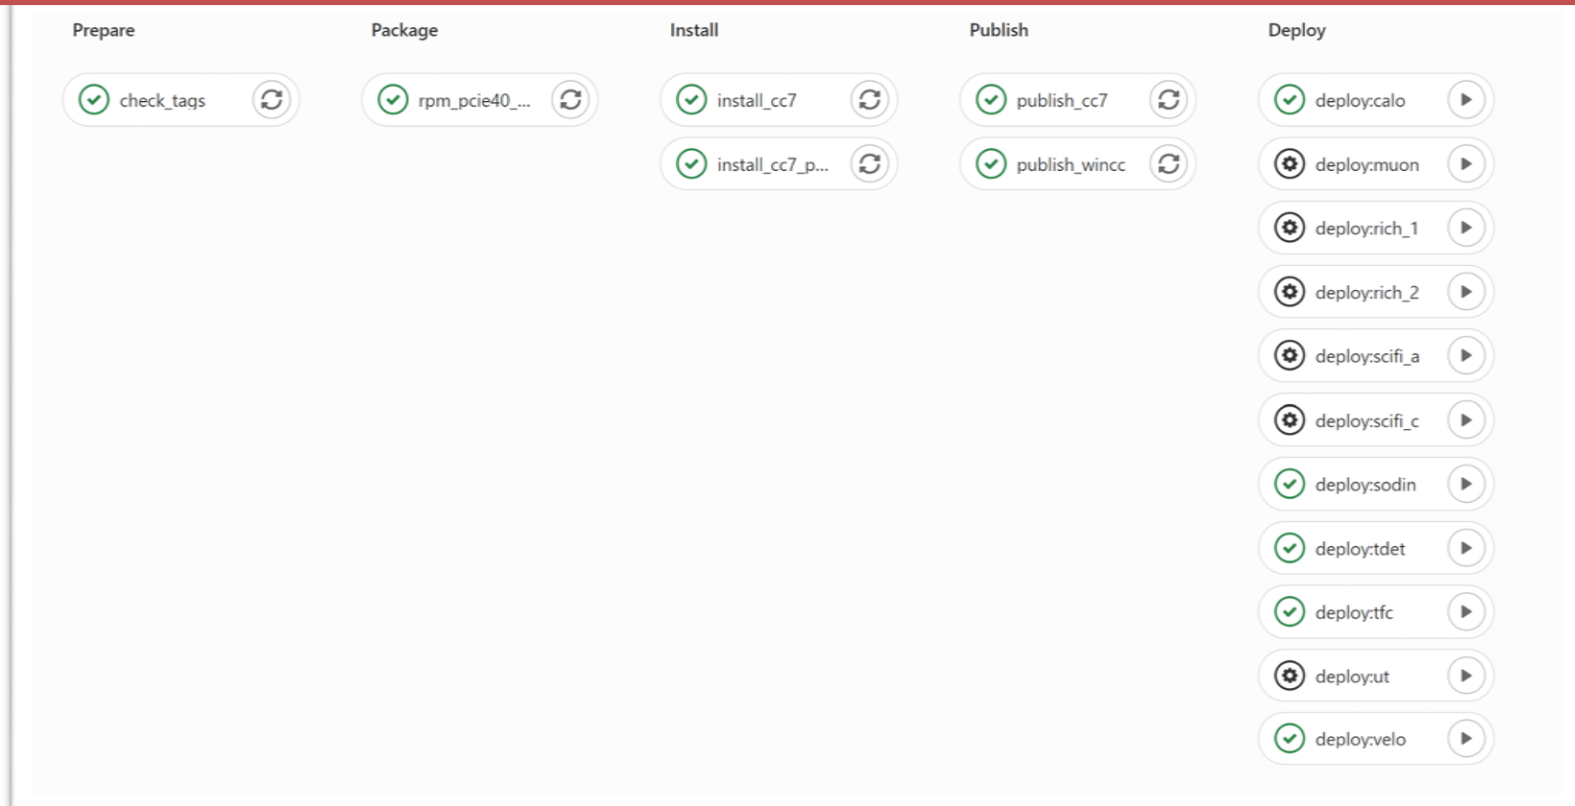 Prepare
check_tags
Package
rpm_pcie40_...
Install
install_cc7
install_cc7_p...
Publish
publish_cc7
publish_wincc
Deploy
deploy:calo
deploy:muon
deploy:rich_1
deploy:rich_2
deploy:scifi_a
deploy:scifi_c
deploy:sodin
deploy:tdet
deploy:tfc
deploy:ut
deploy:velo